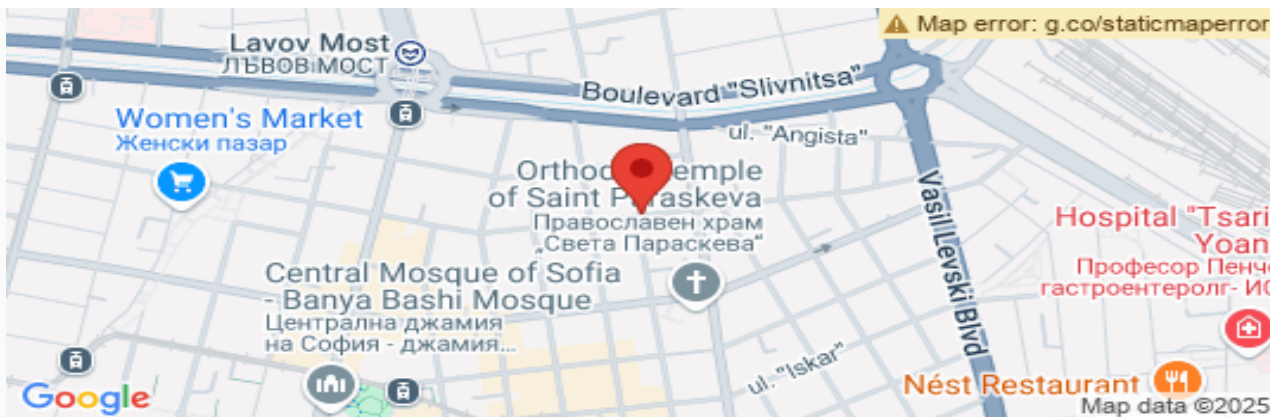 Map error: g.co/staticmaperror
Lavov Most
ЛЪВОВ МОСТ
Boulevard "Slivnitsa"
ul. "Angista"
Women's Market
Женски пазар
Temple
of Saint
Православен храм
„Света Параскева“
Vasil Levski Blvd
Hospital "Tsari
Yoan
Професор Пенче
гастроентеролг- ИС
Central Mosque of Sofia
- Banya Bashi Mosque
Централна джамия
на София - джамия...
ul. "Iskar"
Nést Restaurant
Google
Map data ©2025